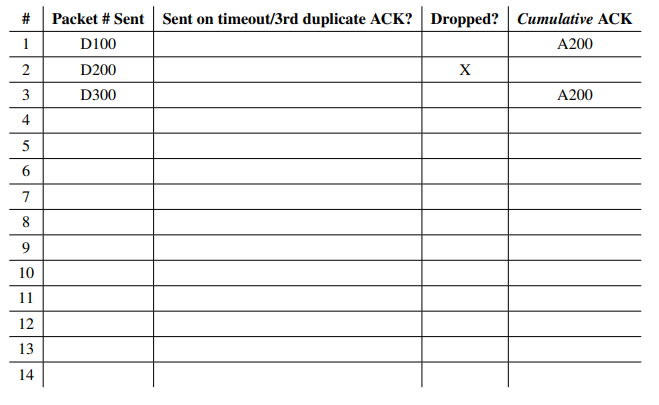 # Packet # Sent Sent on timeout/3rd duplicate ACK? Dropped? Cumulative ACK
1 D100 A200
2 D200 X
3 D300 A200
4
5
6
7
8
9
10
11
12
13
14